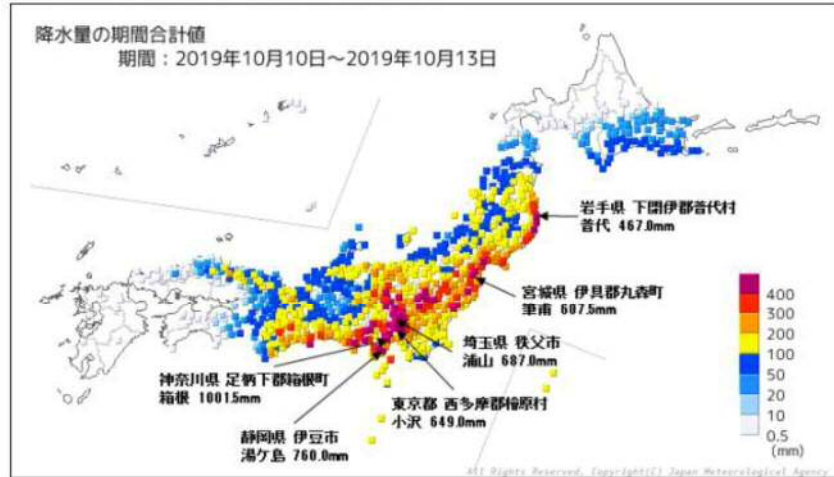 降水量の期間合計値
期間：2019年10月10日～2019年10月13日
岩手県 下閉伊郡普代村
普代 467.0mm
宮城県 伊具郡丸森町
筆甫 607.5mm
埼玉県 秩父市
浦山 687.0mm
神奈川県 足柄下郡箱根町
箱根 1001.5mm
東京都 西多摩郡檜原村
小沢 649.0mm
静岡県 伊豆市
湯ケ島 760.0mm
400
300
200
100
50
20
10
0.5
(mm)
All Rights Reserved, Copyright(C) Japan Meteorological Agency